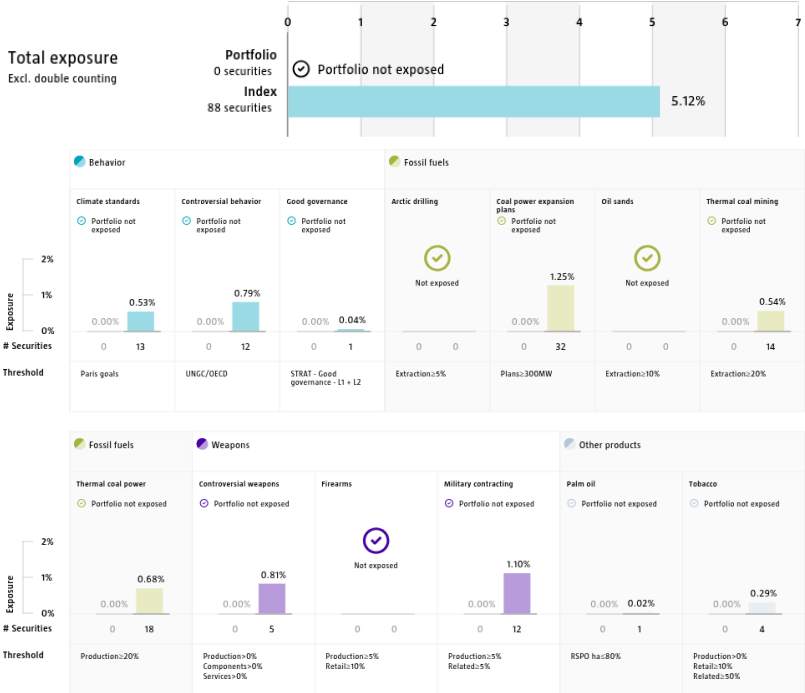 0 1 2 3 4 5 6 7
Total exposure
Excl. double counting
Portfolio
0 securities
Portfolio not exposed
Index
88 securities
5.12%
Behavior
Fossil fuels
Climate standards
Controversial behavior
Good governance
Arctic drilling
Coal power expansion
plans
Oil sands
Thermal coal mining
Portfolio not
exposed
Portfolio not
exposed
Portfolio not
exposed
Not exposed
Portfolio not
exposed
Not exposed
Portfolio not
exposed
Exposure
2%
1%
0%
0.00% 0.53%
0.00% 0.79%
0.00% 0.04%
0.00% 1.25%
0.00% 0.54%
# Securities 0 13 0 12 0 1 0 0 0 32 0 0 0 14
Threshold
Paris goals
UNGC/OECD
STRAT - Good
governance - L1 + L2
Extraction≥5%
Plans≥300MW
Extraction≥10%
Extraction≥20%
Fossil fuels
Weapons
Other products
Thermal coal power
Controversial weapons
Firearms
Military contracting
Palm oil
Tobacco
Portfolio not exposed
Portfolio not exposed
Not exposed
Portfolio not exposed
Portfolio not exposed
Portfolio not exposed
Exposure
2%
1%
0%
0.00% 0.68%
0.00% 0.81%
0.00% 1.10%
0.00% 0.02%
0.00% 0.29%
# Securities 0 18 0 5 0 0 0 12 0 1 0 4
Threshold
Production≥20%
Production>0%
Components>0%
Services>0%
Production≥5%
Retail≥10%
Production≥5%
Related≥5%
RSPO ha≤80%
Production>0%
Retail≥10%
Related≥50%